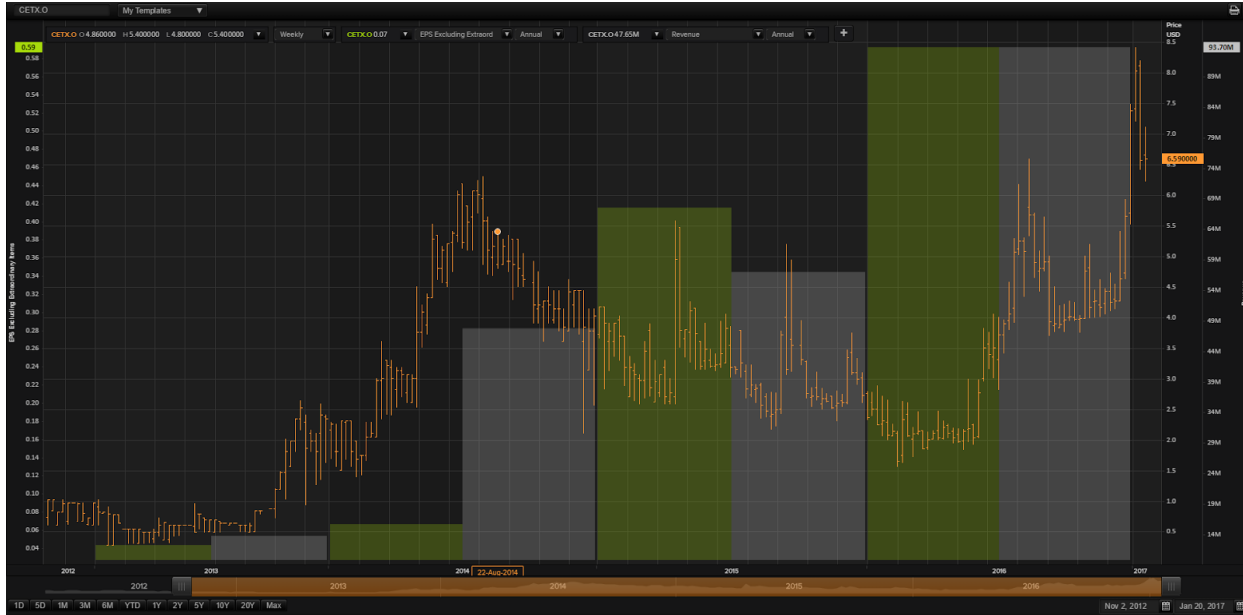 CETX.O My Templates
CETX.O O 4.860000 H 5.400000 L 4.800000 C 5.400000 Weekly CETX.O 0.07 EPS Excluding Extraord Annual CETX.O 47.65M Revenue Annual +
Price
USD
0.59
0.58
0.56
0.54
0.52
0.50
0.48
0.46
0.44
0.42
0.40
0.38
0.36
0.34
0.32
0.30
0.28
0.26
0.24
0.22
0.20
0.18
0.16
0.14
0.12
0.10
0.08
0.06
0.04
EPS Excluding Extraordinary Items
8.5
8.0
7.5
7.0
6.590000
6.5
6.0
5.5
5.0
4.5
4.0
3.5
3.0
2.5
2.0
1.5
1.0
0.5
93.70M
89M
84M
79M
74M
69M
64M
59M
54M
49M
44M
39M
34M
29M
24M
19M
14M
2012 2013 2014 22-Aug-2014 2015 2016 2017
2012 2013 2014 2015 2016
1D 5D 1M 3M 6M YTD 1Y 2Y 5Y 10Y 20Y Max Nov 2, 2012 Jan 20, 2017